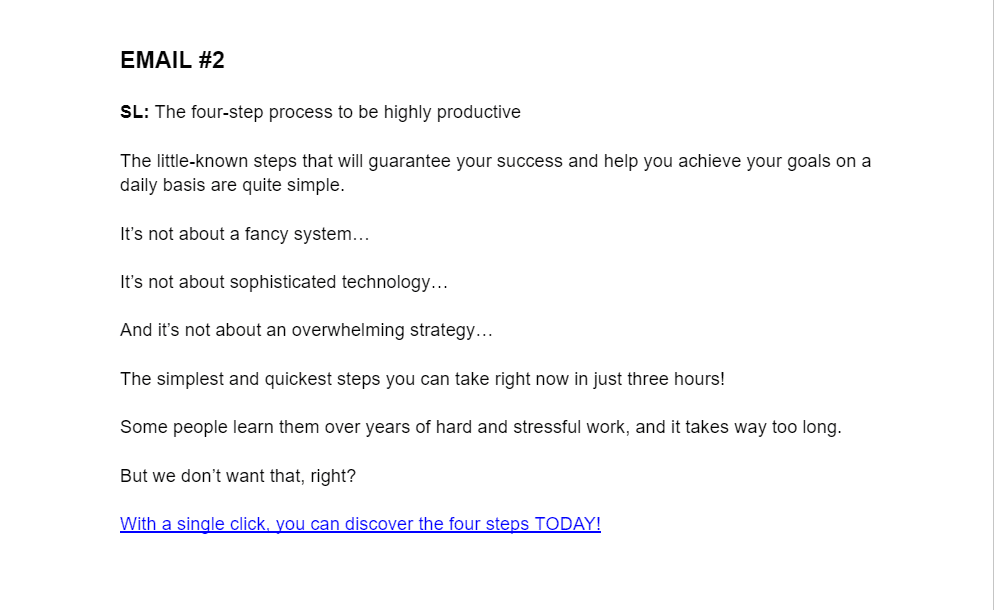 EMAIL #2
SL: The four-step process to be highly productive
The little-known steps that will guarantee your success and help you achieve your goals on a
daily basis are quite simple.
It’s not about a fancy system…
It’s not about sophisticated technology…
And it’s not about an overwhelming strategy…
The simplest and quickest steps you can take right now in just three hours!
Some people learn them over years of hard and stressful work, and it takes way too long.
But we don’t want that, right?
With a single click, you can discover the four steps TODAY!